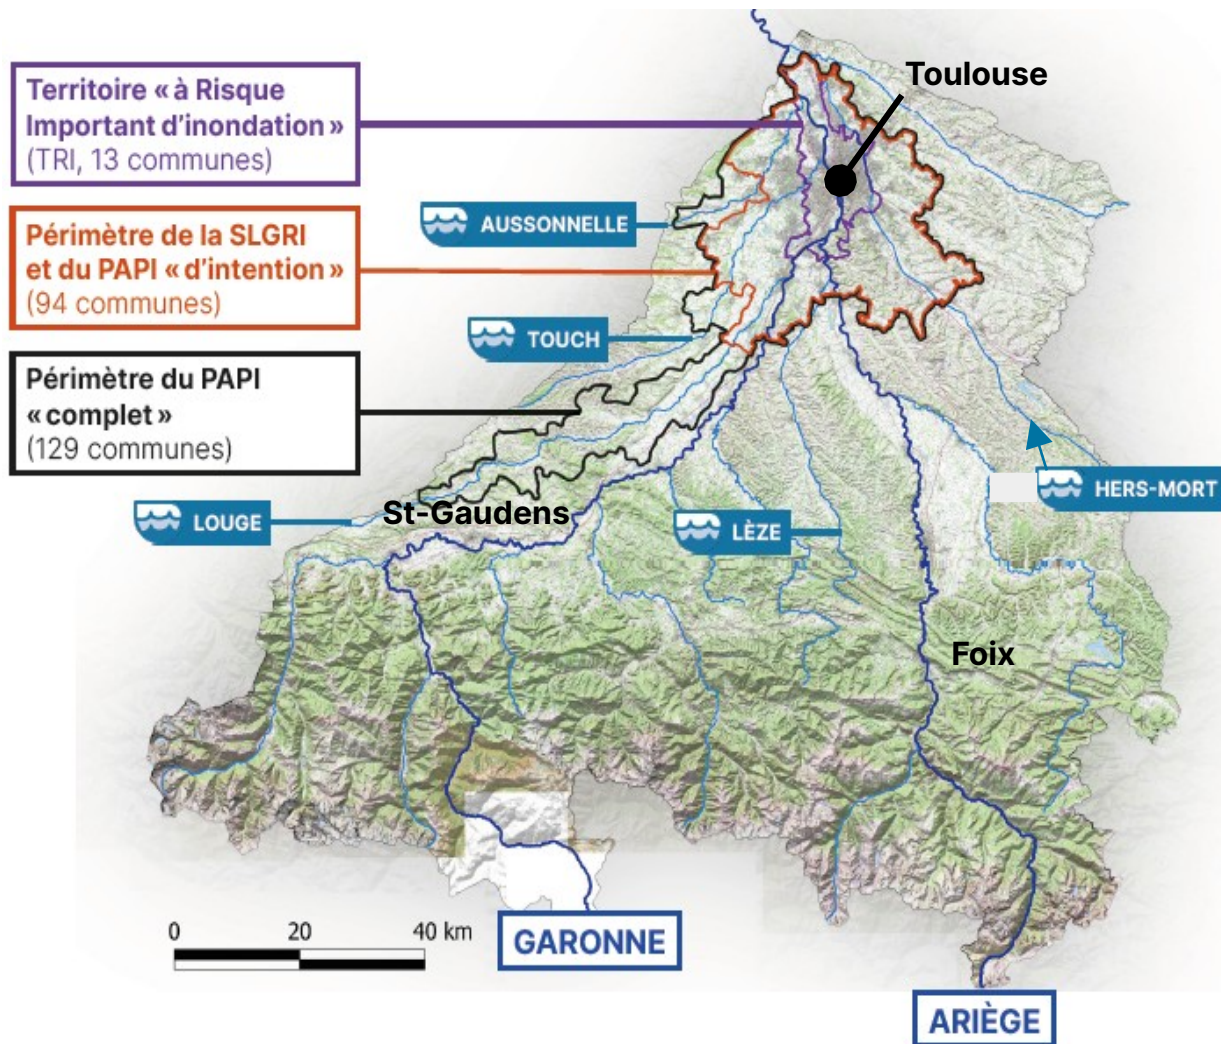 Toulouse
Territoire « à Risque
Important d’inondation »
(TRI, 13 communes)
AUSSONNELLE
Périmètre de la SLGRI
et du PAPI « d’intention »
(94 communes)
TOUCH
Périmètre du PAPI
« complet »
(129 communes)
HERS-MORT
St-Gaudens
LOUGE
LÈZE
Foix
0 20 40 km
GARONNE
ARIÈGE